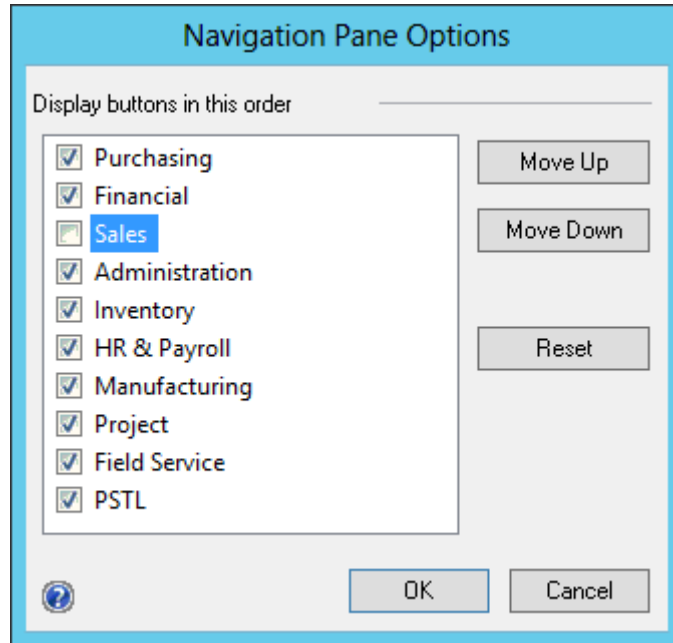 Navigation Pane Options
Display buttons in this order
Purchasing
Financial
Sales
Administration
Inventory
HR & Payroll
Manufacturing
Project
Field Service
PSTL
Move Up
Move Down
Reset
?
OK
Cancel